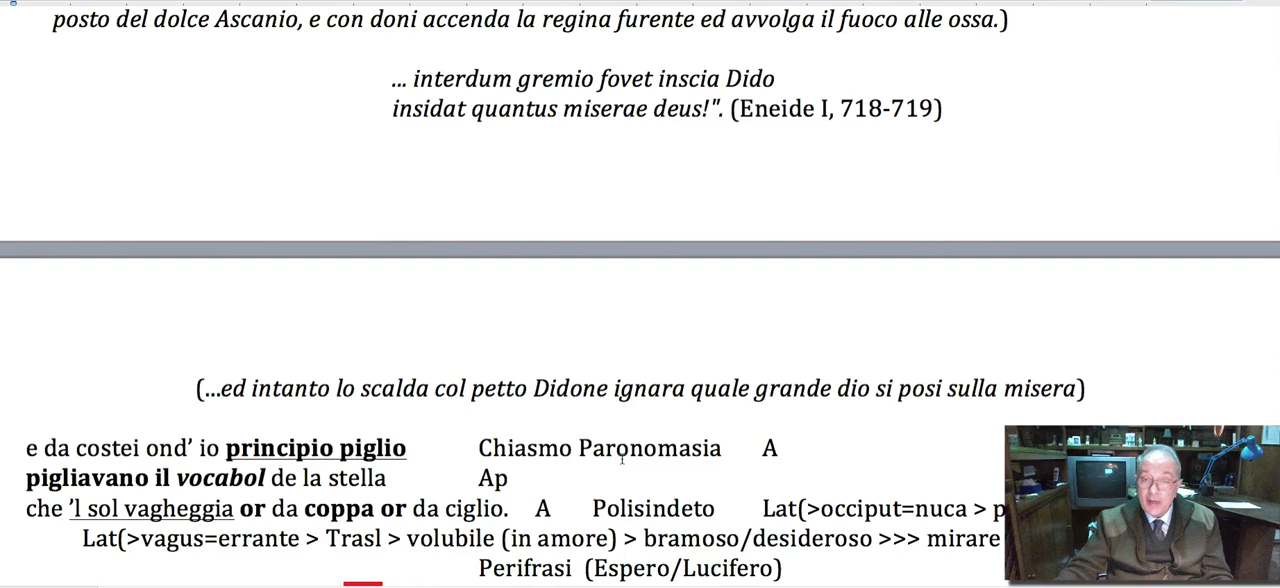 posto del dolce Ascanio, e con doni accenda la regina furente ed avvolga il fuoco alle ossa.)
... interdum gremio fovet inscia Dido
insidat quantus miserae deus!". (Eneide I, 718-719)
(...ed intanto lo scalda col petto Didone ignara quale grande dio si posi sulla misera)
e da costei ond' io principio piglio Chiasmo Paronomasia A
pigliavano il vocabol de la stella Ap
che 'l sol vagheggia or da coppa or da ciglio. A Polisindeto Lat(>occiput=nuca > p
Lat(>vagus=errante > Trasl > volubile (in amore) > bramoso/desideroso >>> mirare
Perifrasi (Espero/Lucifero)